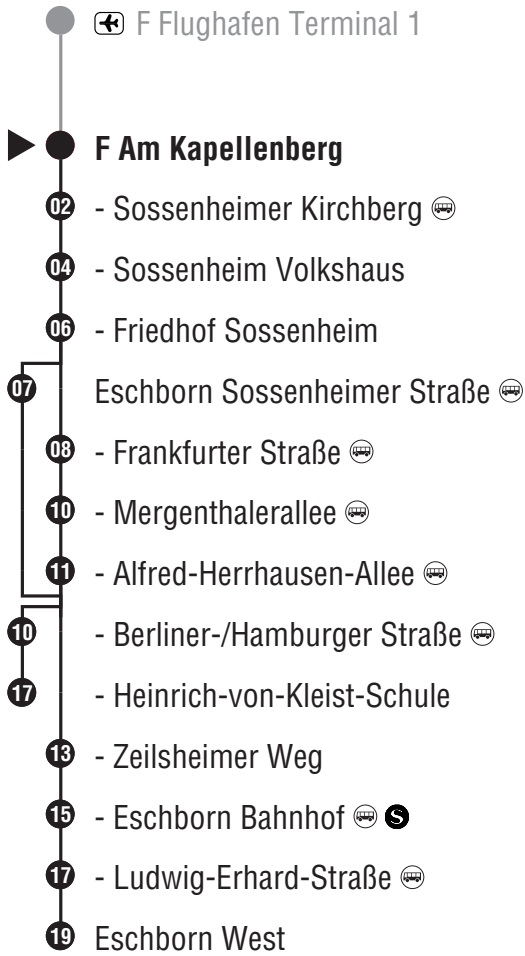 F Flughafen Terminal 1
F Am Kapellenberg
02 - Sossenheimer Kirchberg
04 - Sossenheim Volkshaus
06 - Friedhof Sossenheim
07 Eschborn Sossenheimer Straße
08 - Frankfurter Straße
10 - Mergenthalerallee
11 - Alfred-Herrhausen-Allee
10 - Berliner-/Hamburger Straße
17 - Heinrich-von-Kleist-Schule
13 - Zeilsheimer Weg
15 - Eschborn Bahnhof S
17 - Ludwig-Erhard-Straße
19 Eschborn West